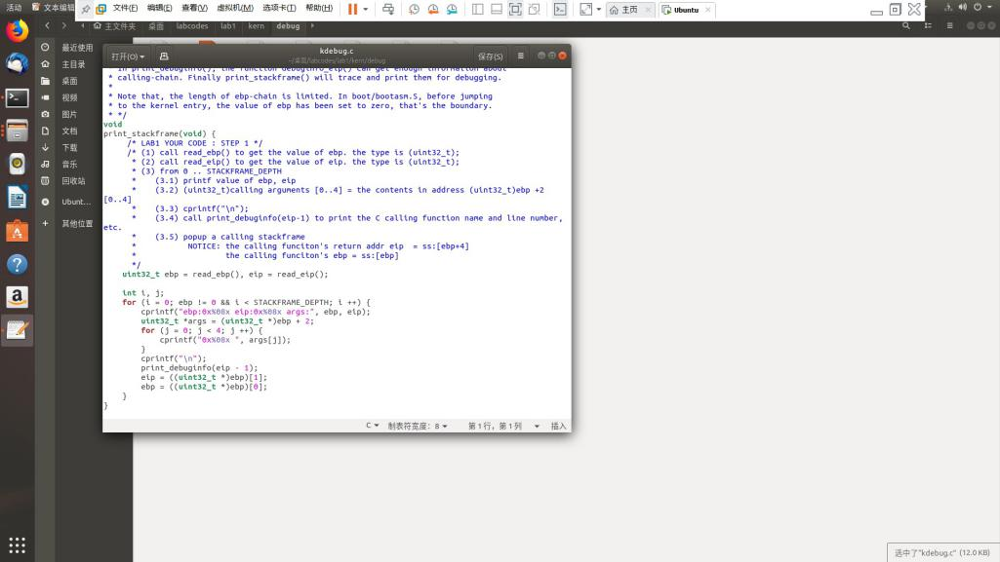 活动
文本编辑
文件(F) 编辑(E) 查看(V) 虚拟机(M) 选项卡(T) 帮助(H)
主页
Ubuntu
主文件夹 桌面 labcodes lab1 kern debug
最近使用
主目录
桌面
视频
图片
文档
下载
音乐
回收站
Ubunt...
其他位置
打开(O)
kdebug.c
~/桌面/labcodes/lab1/kern/debug
保存(S)
* In print_debuginfo(), the function debuginfo_eip() can get enough information about
* calling-chain. Finally print_stackframe() will trace and print them for debugging.
*
* Note that, the length of ebp-chain is limited. In boot/bootasm.S, before jumping
* to the kernel entry, the value of ebp has been set to zero, that's the boundary.
* */
void
print_stackframe(void) {
/* LAB1 YOUR CODE : STEP 1 */
/* (1) call read_ebp() to get the value of ebp. the type is (uint32_t);
* (2) call read_eip() to get the value of eip. the type is (uint32_t);
* (3) from 0 .. STACKFRAME_DEPTH
* (3.1) printf value of ebp, eip
* (3.2) (uint32_t)calling arguments [0..4] = the contents in address (uint32_t)ebp +2
[0..4]
* (3.3) cprintf("\n");
* (3.4) call print_debuginfo(eip-1) to print the C calling function name and line number,
etc.
* (3.5) popup a calling stackframe
* NOTICE: the calling funciton's return addr eip = ss:[ebp+4]
* the calling funciton's ebp = ss:[ebp]
*/
uint32_t ebp = read_ebp(), eip = read_eip();
int i, j;
for (i = 0; ebp != 0 && i < STACKFRAME_DEPTH; i ++) {
cprintf("ebp:0x%08x eip:0x%08x args:", ebp, eip);
uint32_t *args = (uint32_t *)ebp + 2;
for (j = 0; j < 4; j ++) {
cprintf("0x%08x ", args[j]);
}
cprintf("\n");
print_debuginfo(eip - 1);
eip = ((uint32_t *)ebp)[1];
ebp = ((uint32_t *)ebp)[0];
}
}
C 制表符宽度: 8 第 1 行, 第 1 列 插入
选中了"kdebug.c" (12.0 KB)